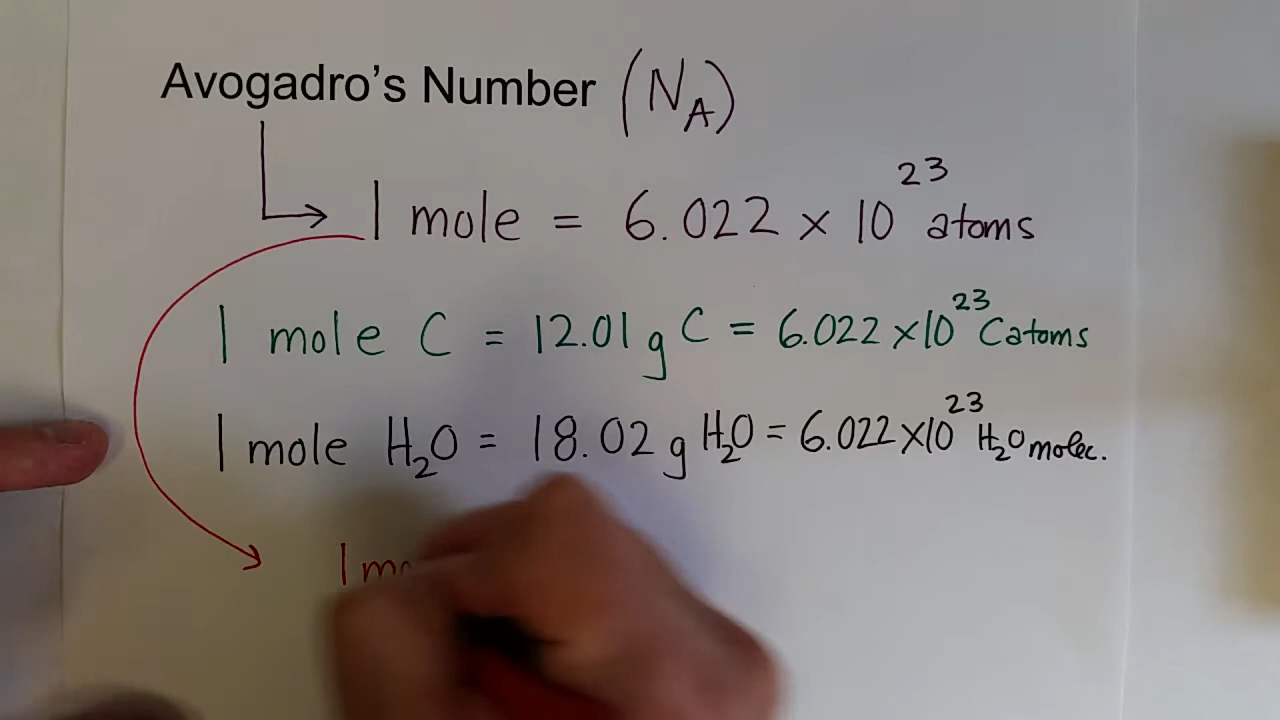 Avogadro's Number (N_A)
1 mole = 6.022 × 10^23 atoms
1 mole C = 12.01 g C = 6.022 ×10^23 C atoms
1 mole H₂O = 18.02 g H₂O = 6.022 ×10^23 H₂O molec.
1